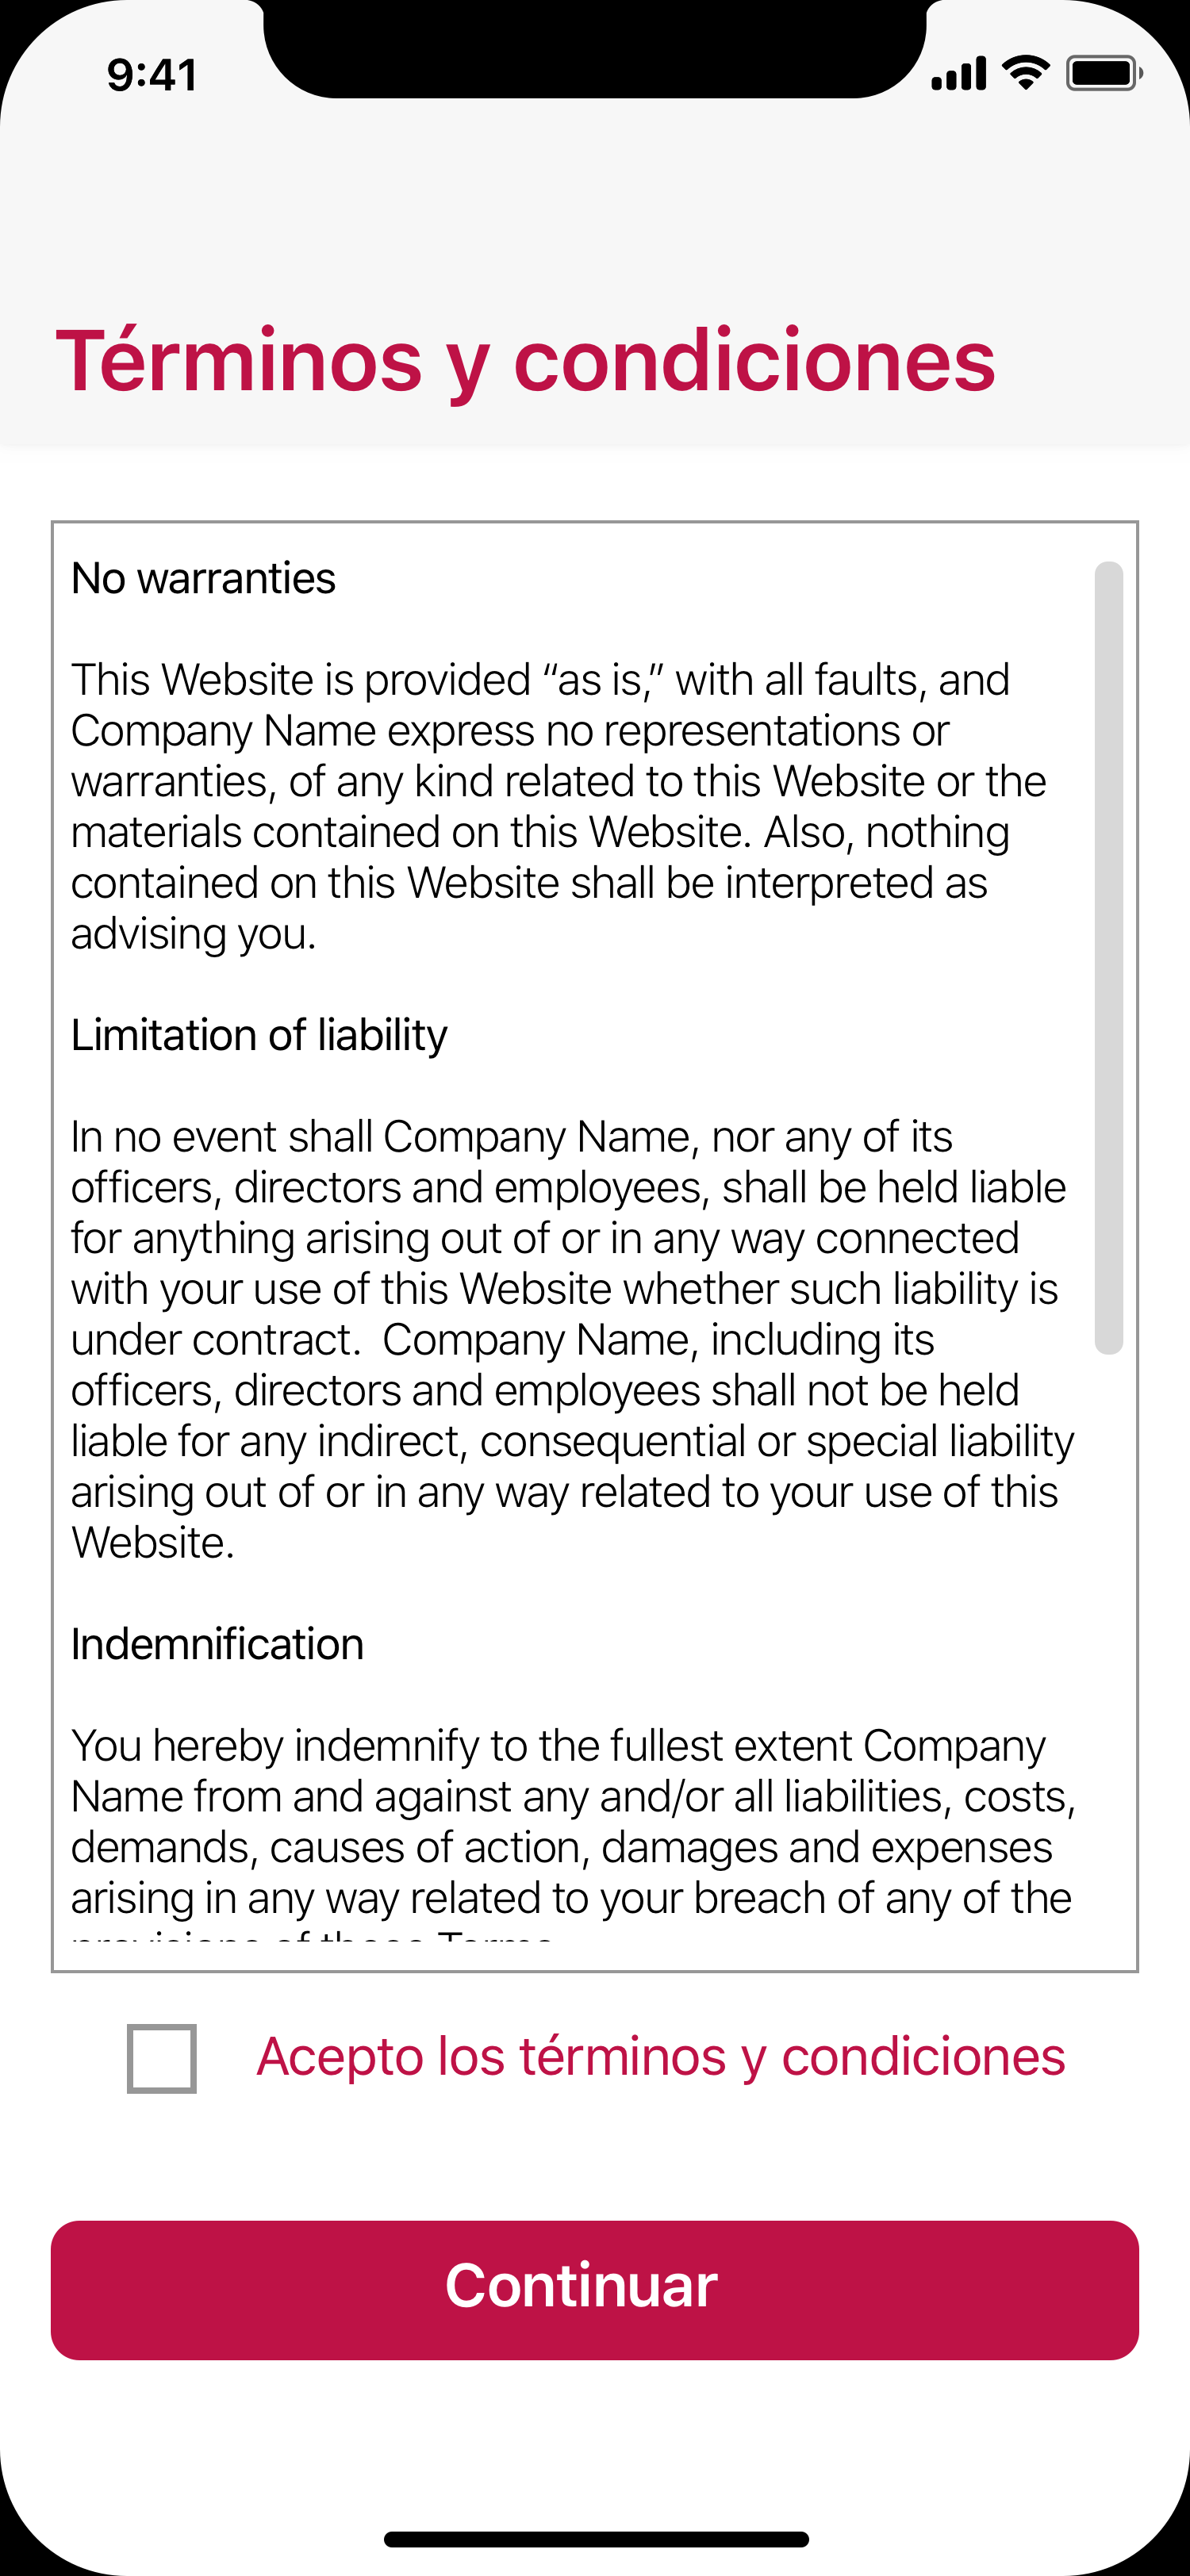 9:41
Términos y condiciones
No warranties
This Website is provided “as is,” with all faults, and
Company Name express no representations or
warranties, of any kind related to this Website or the
materials contained on this Website. Also, nothing
contained on this Website shall be interpreted as
advising you.
Limitation of liability
In no event shall Company Name, nor any of its
officers, directors and employees, shall be held liable
for anything arising out of or in any way connected
with your use of this Website whether such liability is
under contract.  Company Name, including its
officers, directors and employees shall not be held
liable for any indirect, consequential or special liability
arising out of or in any way related to your use of this
Website.
Indemnification
You hereby indemnify to the fullest extent Company
Name from and against any and/or all liabilities, costs,
demands, causes of action, damages and expenses
arising in any way related to your breach of any of the
provisions of these Terms
Acepto los términos y condiciones
Continuar